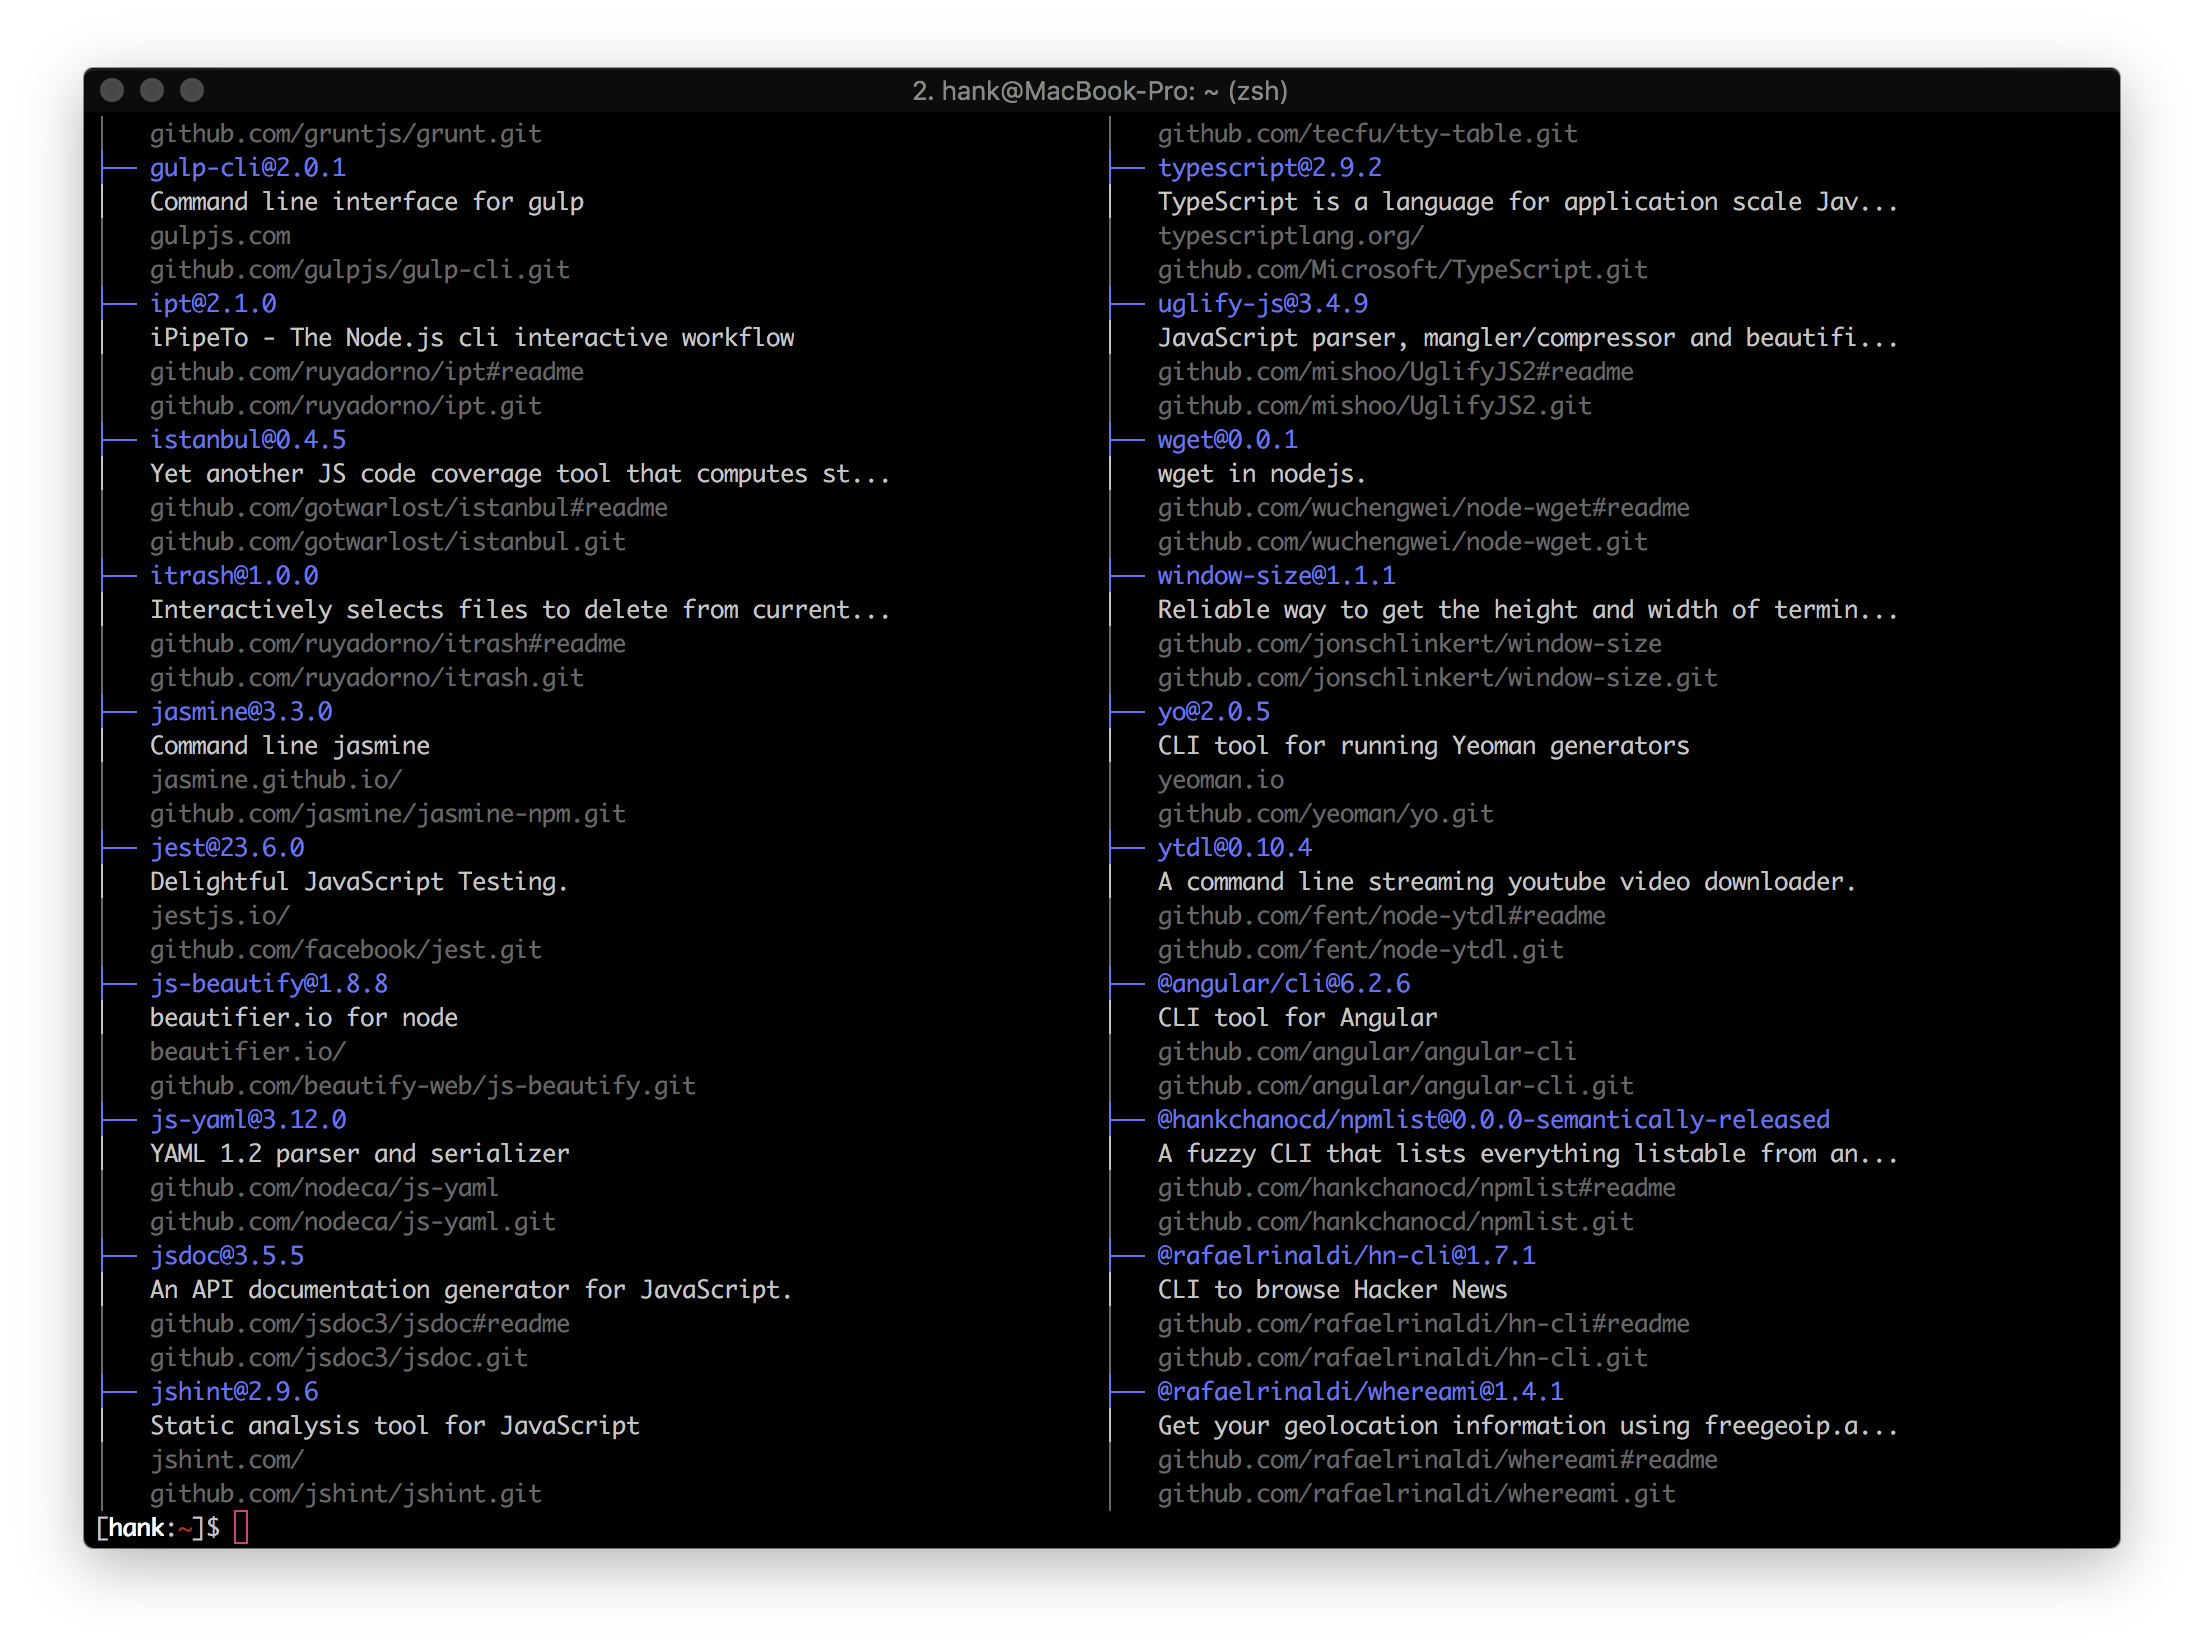 2. hank@MacBook-Pro: ~ (zsh)
github.com/gruntjs/grunt.git
├── gulp-cli@2.0.1
Command line interface for gulp
gulpjs.com
github.com/gulpjs/gulp-cli.git
├── ipt@2.1.0
iPipeTo - The Node.js cli interactive workflow
github.com/ruyadorno/ipt#readme
github.com/ruyadorno/ipt.git
├── istanbul@0.4.5
Yet another JS code coverage tool that computes st...
github.com/gotwarlost/istanbul#readme
github.com/gotwarlost/istanbul.git
├── itrash@1.0.0
Interactively selects files to delete from current...
github.com/ruyadorno/itrash#readme
github.com/ruyadorno/itrash.git
├── jasmine@3.3.0
Command line jasmine
jasmine.github.io/
github.com/jasmine/jasmine-npm.git
├── jest@23.6.0
Delightful JavaScript Testing.
jestjs.io/
github.com/facebook/jest.git
├── js-beautify@1.8.8
beautifier.io for node
beautifier.io/
github.com/beautify-web/js-beautify.git
├── js-yaml@3.12.0
YAML 1.2 parser and serializer
github.com/nodeca/js-yaml
github.com/nodeca/js-yaml.git
├── jsdoc@3.5.5
An API documentation generator for JavaScript.
github.com/jsdoc3/jsdoc#readme
github.com/jsdoc3/jsdoc.git
├── jshint@2.9.6
Static analysis tool for JavaScript
jshint.com/
github.com/jshint/jshint.git
github.com/tecfu/tty-table.git
├── typescript@2.9.2
TypeScript is a language for application scale Jav...
typescriptlang.org/
github.com/Microsoft/TypeScript.git
├── uglify-js@3.4.9
JavaScript parser, mangler/compressor and beautifi...
github.com/mishoo/UglifyJS2#readme
github.com/mishoo/UglifyJS2.git
├── wget@0.0.1
wget in nodejs.
github.com/wuchengwei/node-wget#readme
github.com/wuchengwei/node-wget.git
├── window-size@1.1.1
Reliable way to get the height and width of termin...
github.com/jonschlinkert/window-size
github.com/jonschlinkert/window-size.git
├── yo@2.0.5
CLI tool for running Yeoman generators
yeoman.io
github.com/yeoman/yo.git
├── ytdl@0.10.4
A command line streaming youtube video downloader.
github.com/fent/node-ytdl#readme
github.com/fent/node-ytdl.git
├── @angular/cli@6.2.6
CLI tool for Angular
github.com/angular/angular-cli
github.com/angular/angular-cli.git
├── @hankchanocd/npmlist@0.0.0-semantically-released
A fuzzy CLI that lists everything listable from an...
github.com/hankchanocd/npmlist#readme
github.com/hankchanocd/npmlist.git
├── @rafaelrinaldi/hn-cli@1.7.1
CLI to browse Hacker News
github.com/rafaelrinaldi/hn-cli#readme
github.com/rafaelrinaldi/hn-cli.git
├── @rafaelrinaldi/whereami@1.4.1
Get your geolocation information using freegeoip.a...
github.com/rafaelrinaldi/whereami#readme
github.com/rafaelrinaldi/whereami.git
[hank:~]$